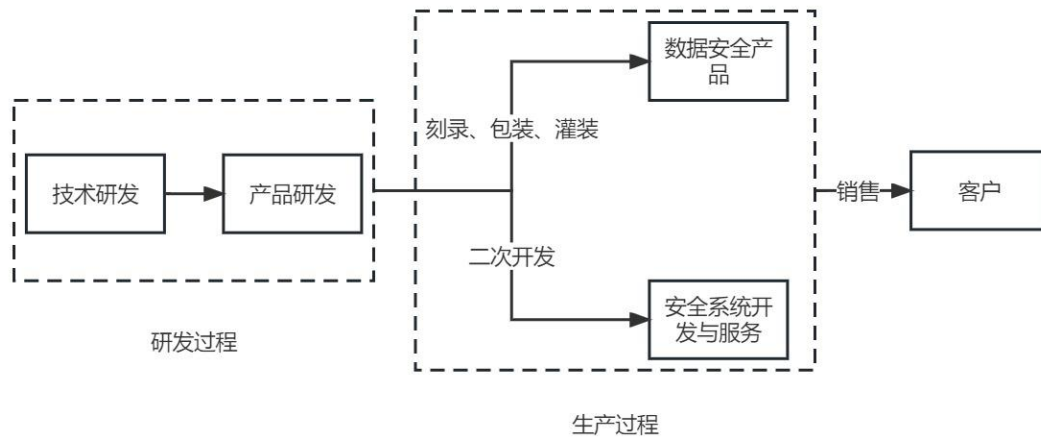 数据安全产
品
刻录、包装、灌装
技术研发
产品研发
销售
客户
二次开发
安全系统开
发与服务
研发过程
生产过程